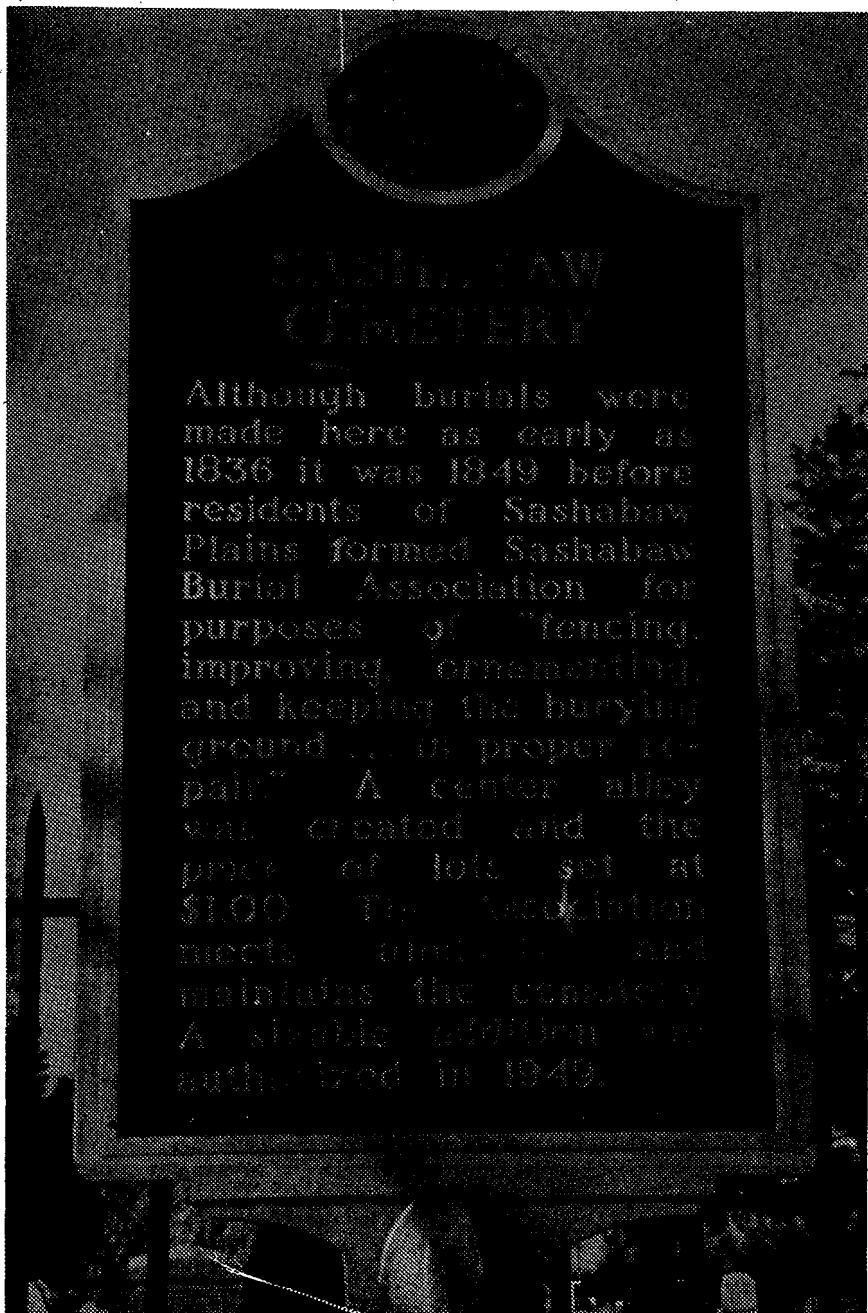 SASHABAW
CEMETERY
Although burials were
made here as early as
1836 it was 1849 before
residents of Sashabaw
Plains formed Sashabaw
Burial Association for
purposes of "fencing,
improving, ornamenting,
and keeping the burying
ground ... in proper re-
pair." A center alley
was created and the
price of lots set at
$1.00 The Association
meets and
maintains the cemetery
A sizable addition was
authorized in 1949.